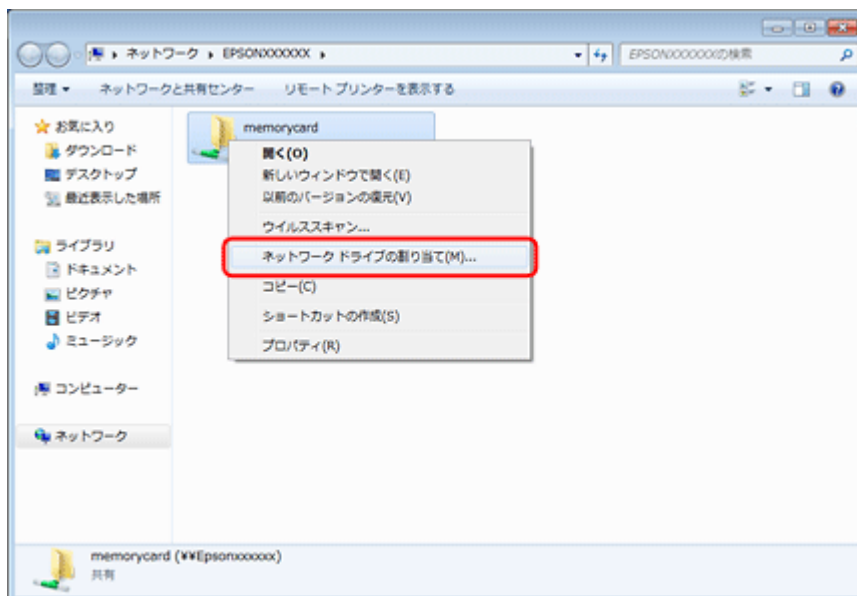 ネットワーク EPSONXXXXXX
EPSONXXXXXXの検索
整理 ネットワークと共有センター リモート プリンターを表示する
お気に入り
ダウンロード
デスクトップ
最近表示した場所
ライブラリ
ドキュメント
ピクチャ
ビデオ
ミュージック
コンピューター
ネットワーク
memorycard
開く(O)
新しいウィンドウで開く(E)
以前のバージョンの復元(V)
ウイルススキャン...
ネットワーク ドライブの割り当て(M)...
コピー(C)
ショートカットの作成(S)
プロパティ(R)
memorycard (¥¥Epsonxxxxxx)
共有